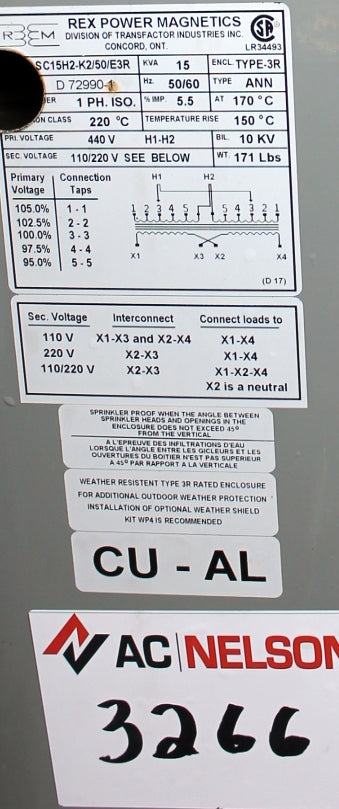 REX POWER MAGNETICS
DIVISION OF TRANSFACTOR INDUSTRIES INC.
CONCORD, ONT.
LR34493
SC15H2-K2/50/E3R KVA 15 ENCL. TYPE-3R
D 72990-1 Hz. 50/60 TYPE ANN
1 PH. ISO. % IMP. 5.5 AT 170 °C
CLASS 220 °C TEMPERATURE RISE 150 °C
PRI. VOLTAGE 440 V H1-H2 BIL. 10 KV
SEC. VOLTAGE 110/220 V SEE BELOW WT. 171 Lbs
Primary Connection H1 H2
Voltage Taps
105.0% 1 - 1
102.5% 2 - 2
100.0% 3 - 3
97.5% 4 - 4
95.0% 5 - 5
1 2 3 4 5 5 4 3 2 1
X1 X3 X2 X4
(D 17)
Sec. Voltage Interconnect Connect loads to
110 V X1-X3 and X2-X4 X1-X4
220 V X2-X3 X1-X4
110/220 V X2-X3 X1-X2-X4
X2 is a neutral
SPRINKLER PROOF WHEN THE ANGLE BETWEEN
SPRINKLER HEADS AND OPENINGS IN THE
ENCLOSURE DOES NOT EXCEED 45º
FROM THE VERTICAL
A L'EPREUVE DES INFILTRATIONS D'EAU
LORSQUE L'ANGLE ENTRE LES GICLEURS ET LES
OUVERTURES DU BOITIER N'EST PAS SUPERIEUR
A 45º PAR RAPPORT A LA VERTICALE
WEATHER RESISTENT TYPE 3R RATED ENCLOSURE
FOR ADDITIONAL OUTDOOR WEATHER PROTECTION
INSTALLATION OF OPTIONAL WEATHER SHIELD
KIT WP4 IS RECOMMENDED
CU - AL
AC NELSON
3266